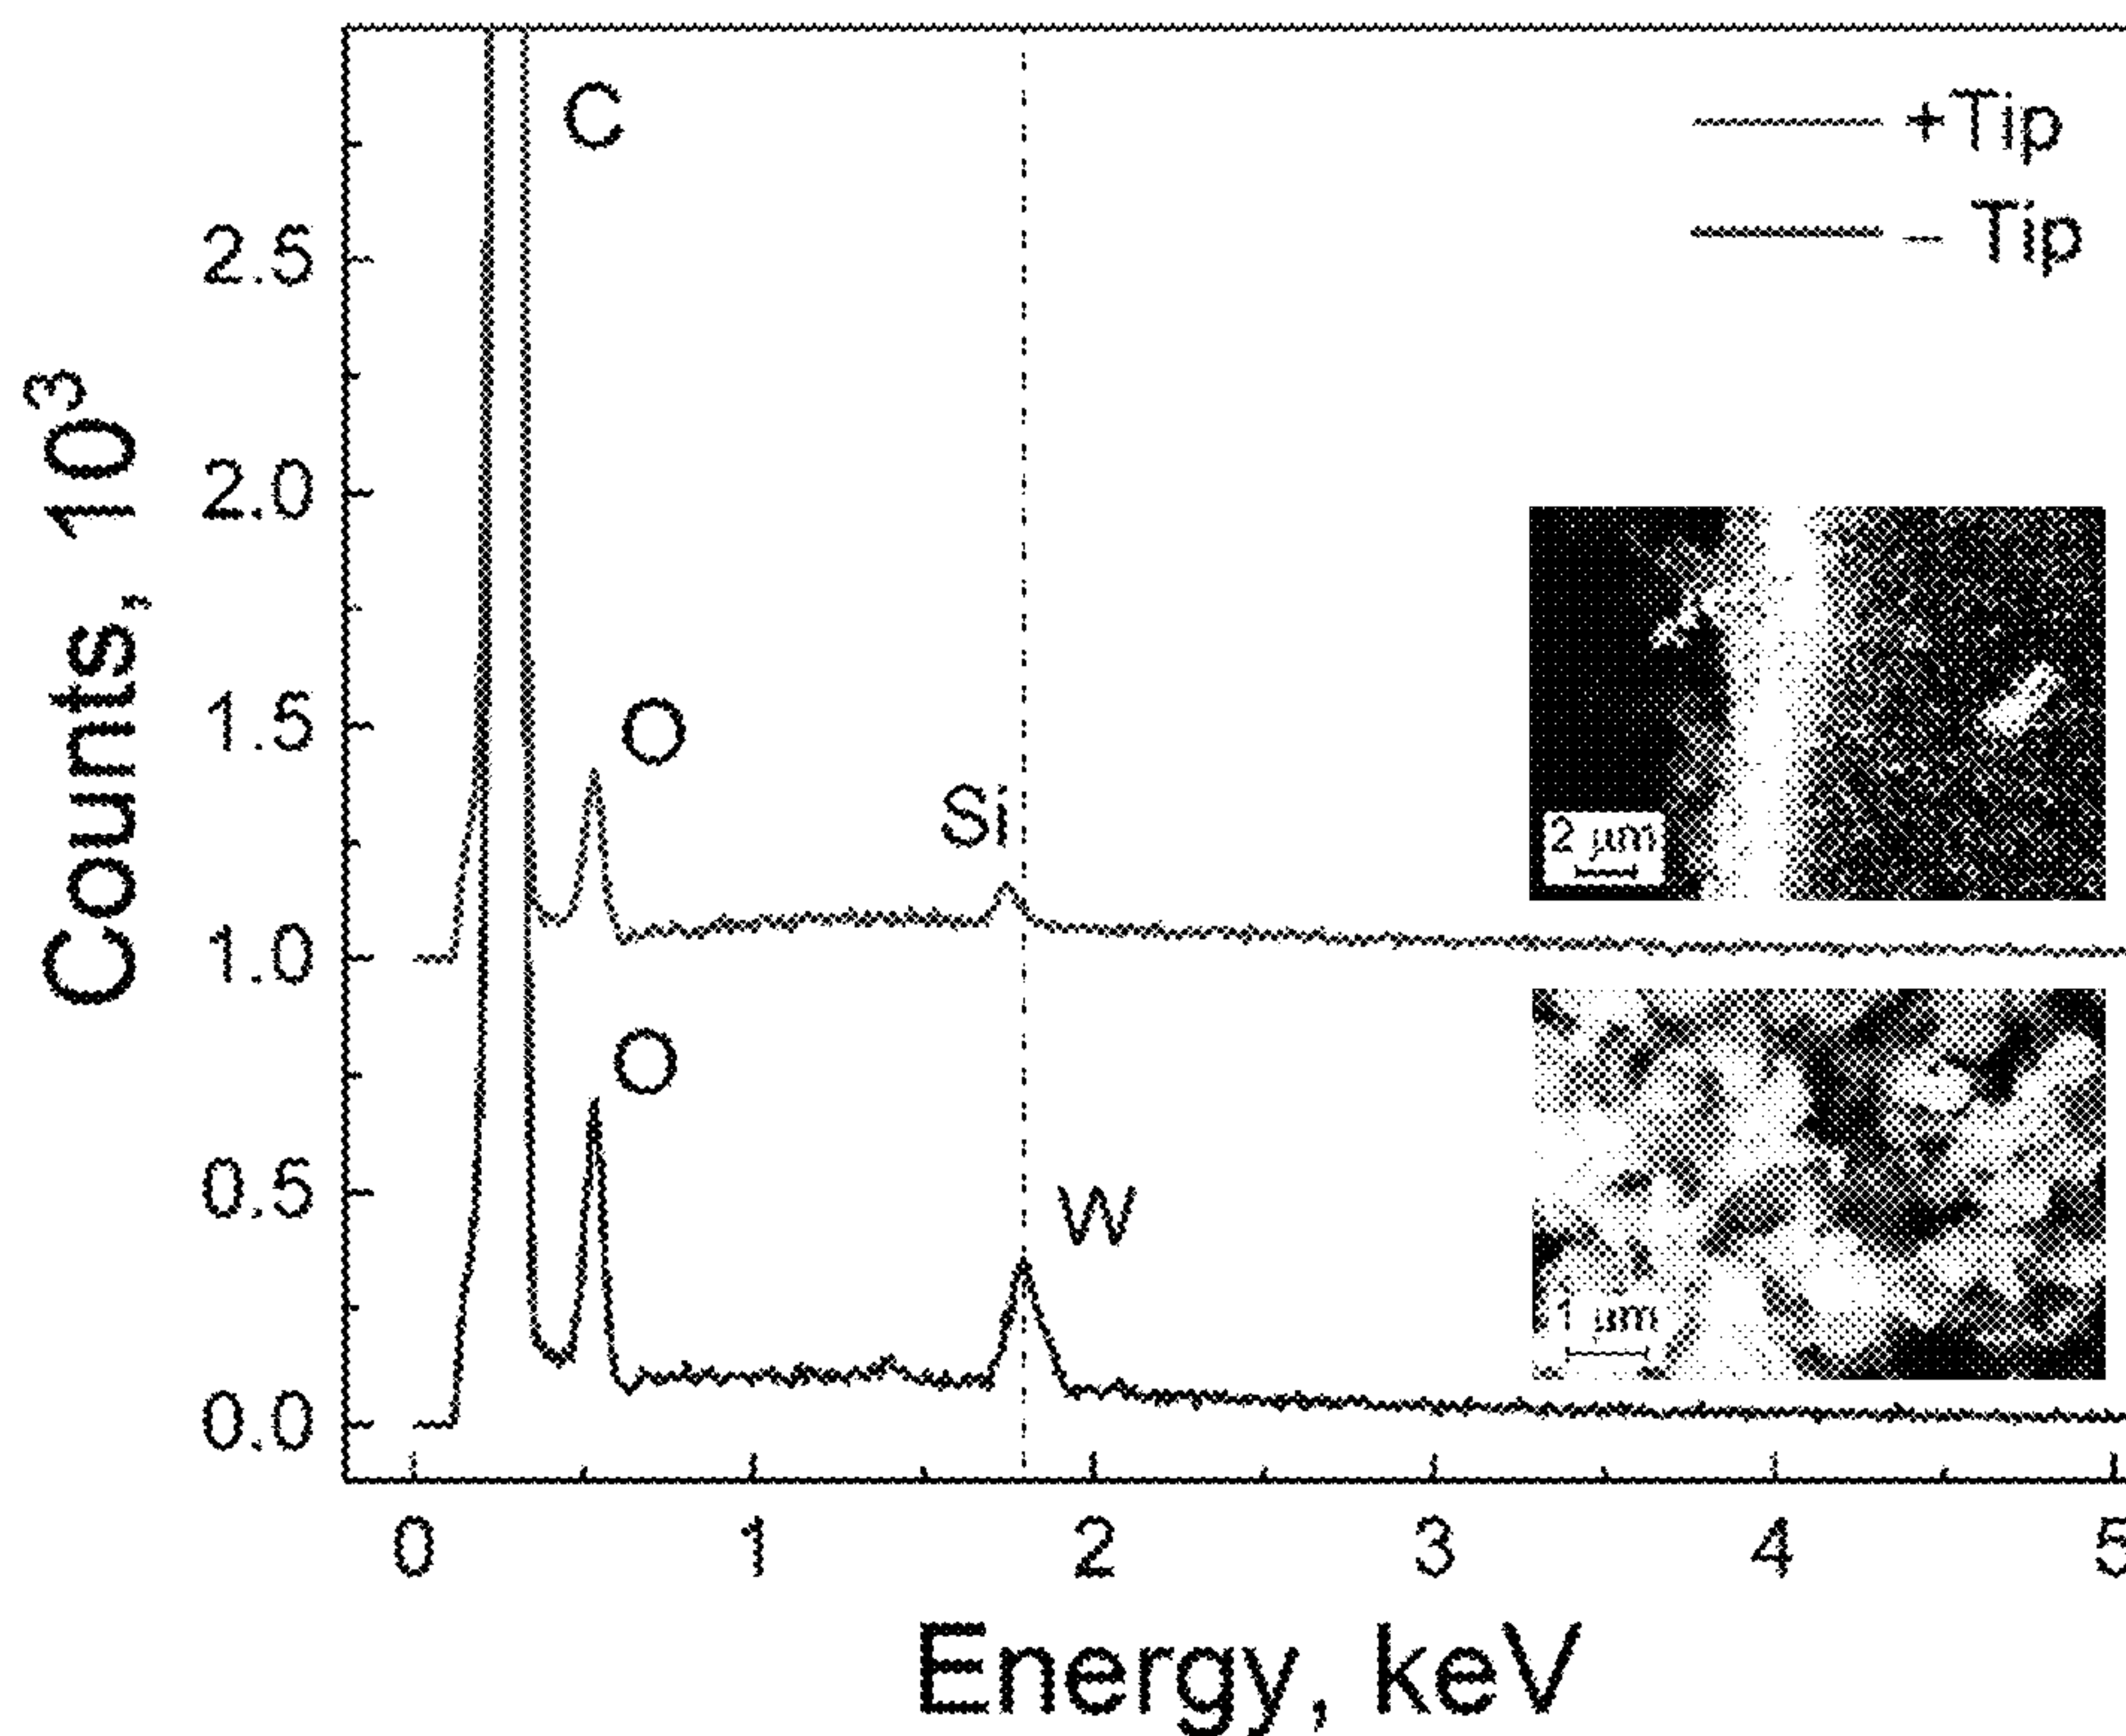 C
+Tip
– Tip
2.5
2.0
1.5
1.0
0.5
0.0
Counts, 10³
O
Si
2 μm
O
W
1 μm
0 1 2 3 4 5
Energy, keV